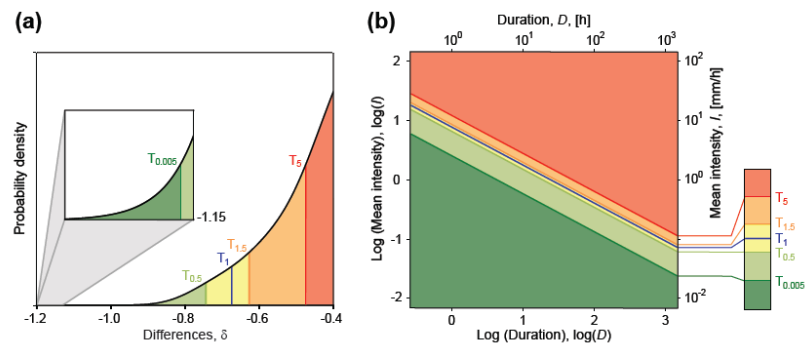 (a)
Probability density
T0.005
-1.15
T5
T1.5
T1
T0.5
-1.2
-1.0
-0.8
-0.6
-0.4
Differences, δ
(b)
Duration, D, [h]
10^0
10^1
10^2
10^3
Log (Mean intensity), log(I)
2
1
0
-1
-2
10^2
10^1
10^0
10^-2
Mean intensity, I, [mm/h]
0
1
2
3
Log (Duration), log(D)
T5
T1.5
T1
T0.5
T0.005